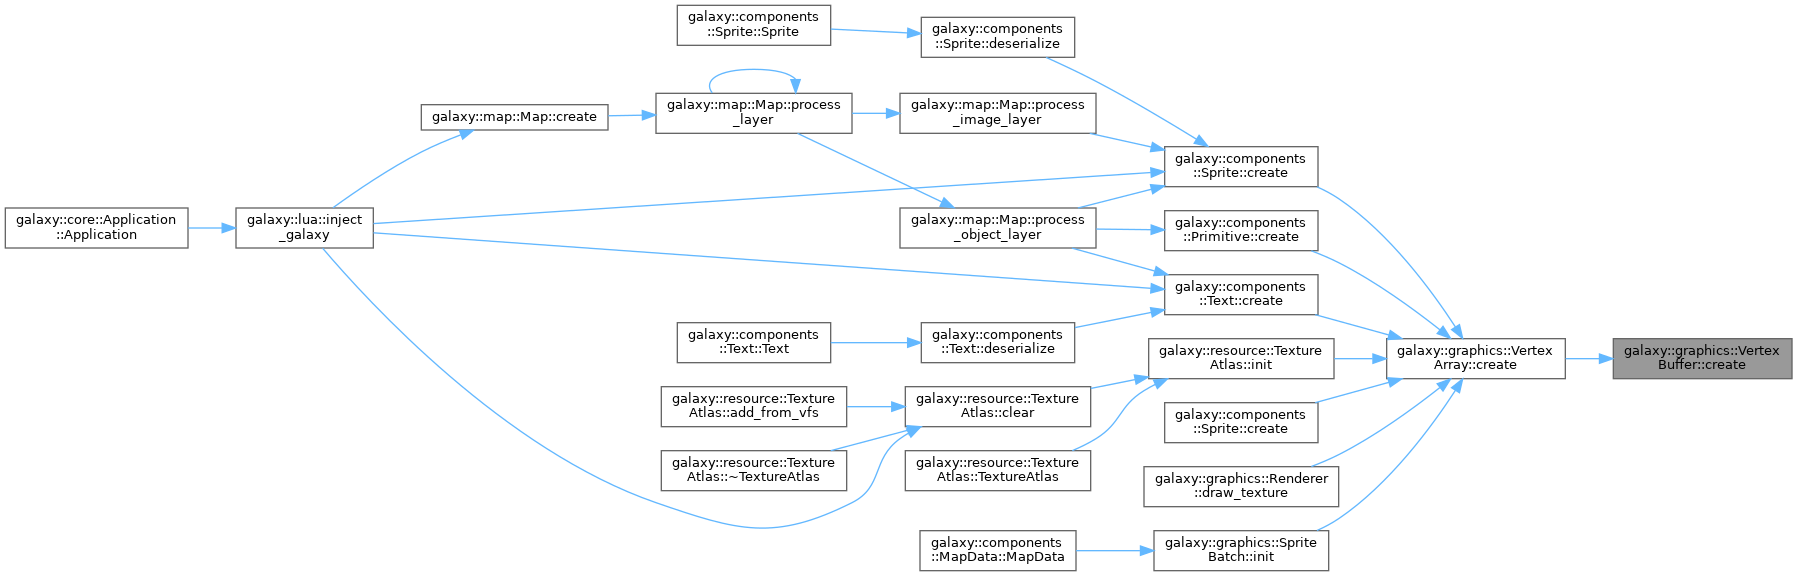 galaxy::components
::Sprite::Sprite
galaxy::components
::Sprite::deserialize
galaxy::map::Map::create
galaxy::map::Map::process
_layer
galaxy::map::Map::process
_image_layer
galaxy::components
::Sprite::create
galaxy::core::Application
::Application
galaxy::lua::inject
_galaxy
galaxy::map::Map::process
_object_layer
galaxy::components
::Primitive::create
galaxy::components
::Text::create
galaxy::components
::Text::Text
galaxy::components
::Text::deserialize
galaxy::resource::Texture
Atlas::init
galaxy::graphics::Vertex
Array::create
galaxy::graphics::Vertex
Buffer::create
galaxy::resource::Texture
Atlas::add_from_vfs
galaxy::resource::Texture
Atlas::clear
galaxy::components
::Sprite::create
galaxy::resource::Texture
Atlas::~TextureAtlas
galaxy::resource::Texture
Atlas::TextureAtlas
galaxy::graphics::Renderer
::draw_texture
galaxy::components
::MapData::MapData
galaxy::graphics::Sprite
Batch::init